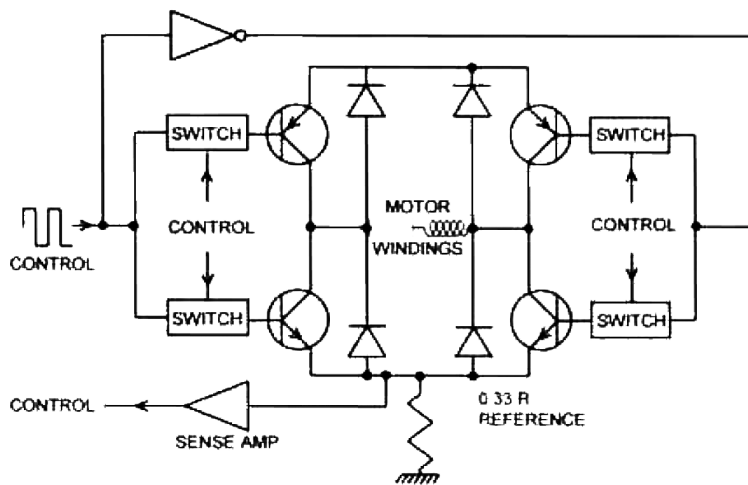 SWITCH
SWITCH
MOTOR
CONTROL
CONTROL
WINDINGS
CONTROL
SWITCH
SWITCH
CONTROL
0.33 R
REFERENCE
SENSE AMP